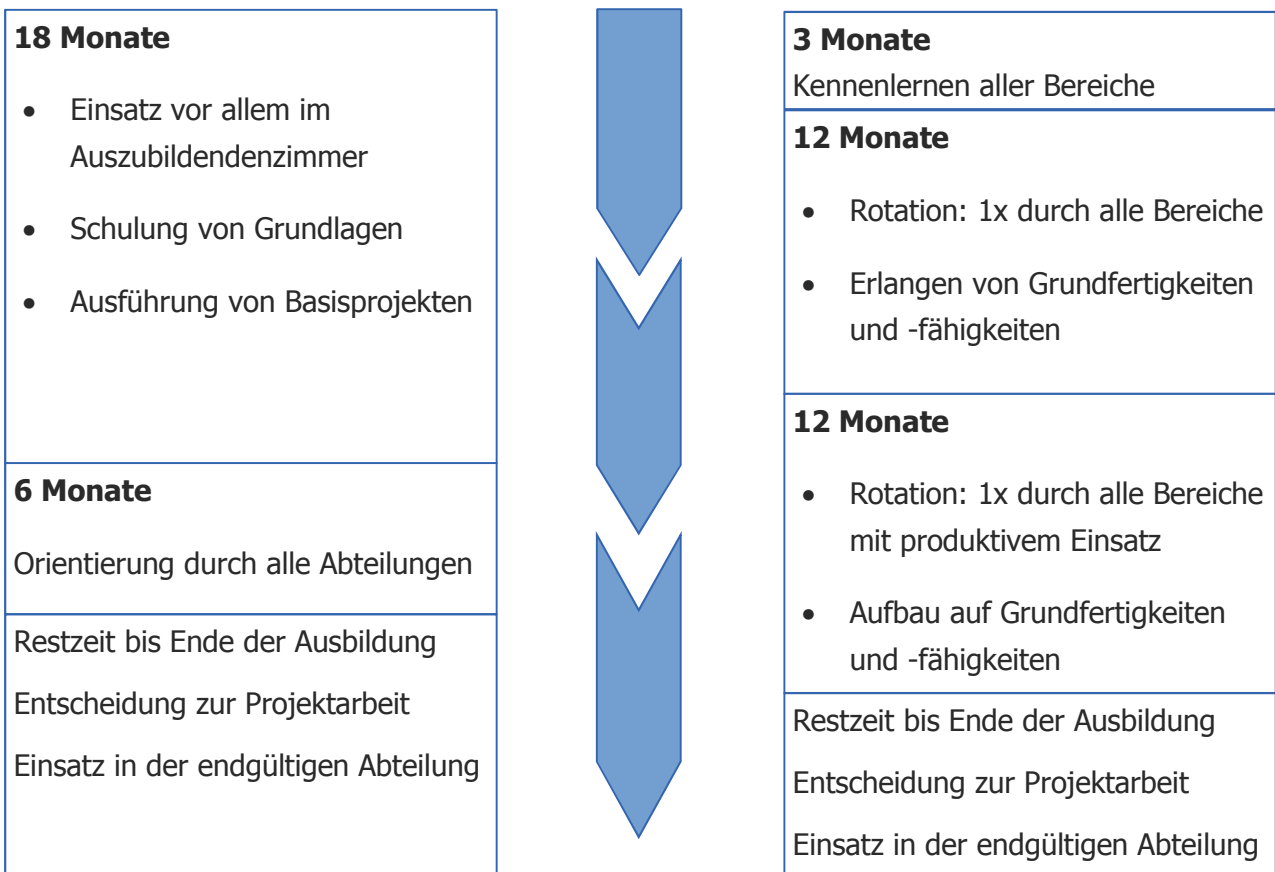 18 Monate
• Einsatz vor allem im
Auszubildendenzimmer
• Schulung von Grundlagen
• Ausführung von Basisprojekten
6 Monate
Orientierung durch alle Abteilungen
Restzeit bis Ende der Ausbildung
Entscheidung zur Projektarbeit
Einsatz in der endgültigen Abteilung
3 Monate
Kennenlernen aller Bereiche
12 Monate
• Rotation: 1x durch alle Bereiche
• Erlangen von Grundfertigkeiten
und -fähigkeiten
12 Monate
• Rotation: 1x durch alle Bereiche
mit produktivem Einsatz
• Aufbau auf Grundfertigkeiten
und -fähigkeiten
Restzeit bis Ende der Ausbildung
Entscheidung zur Projektarbeit
Einsatz in der endgültigen Abteilung